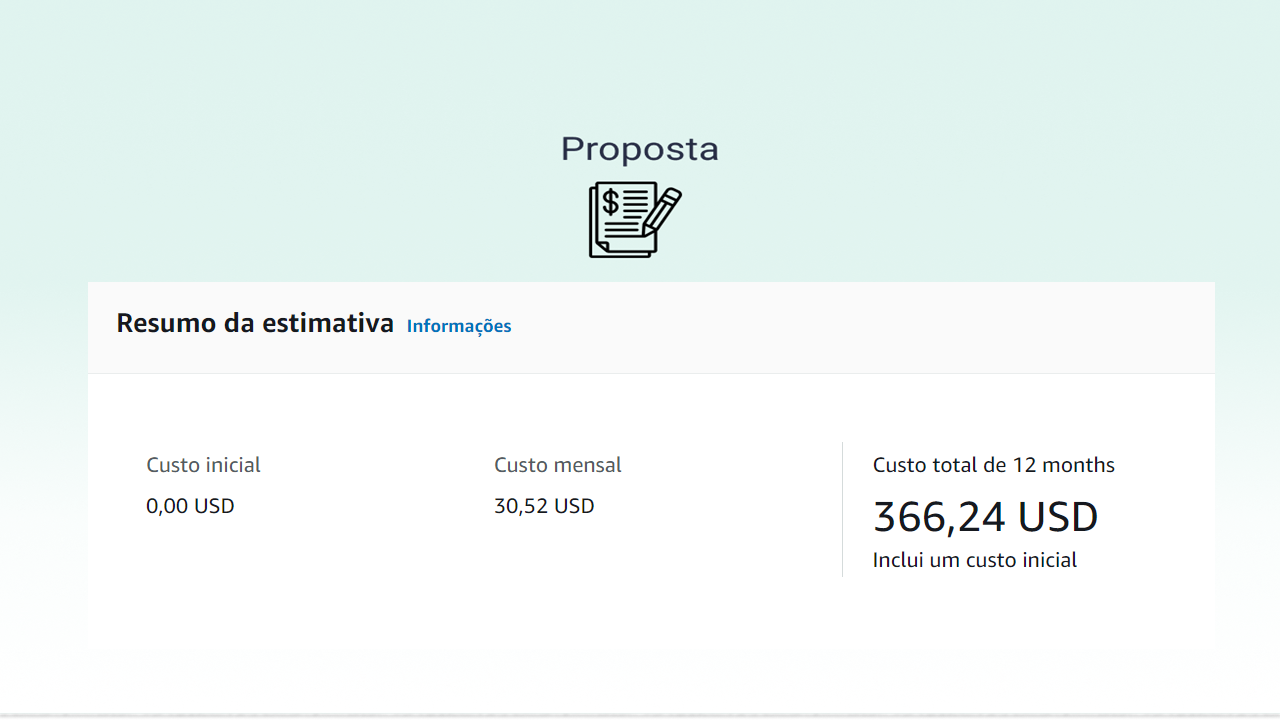 Proposta
$
Resumo da estimativa Informações
Custo inicial
0,00 USD
Custo mensal
30,52 USD
Custo total de 12 months
366,24 USD
Inclui um custo inicial